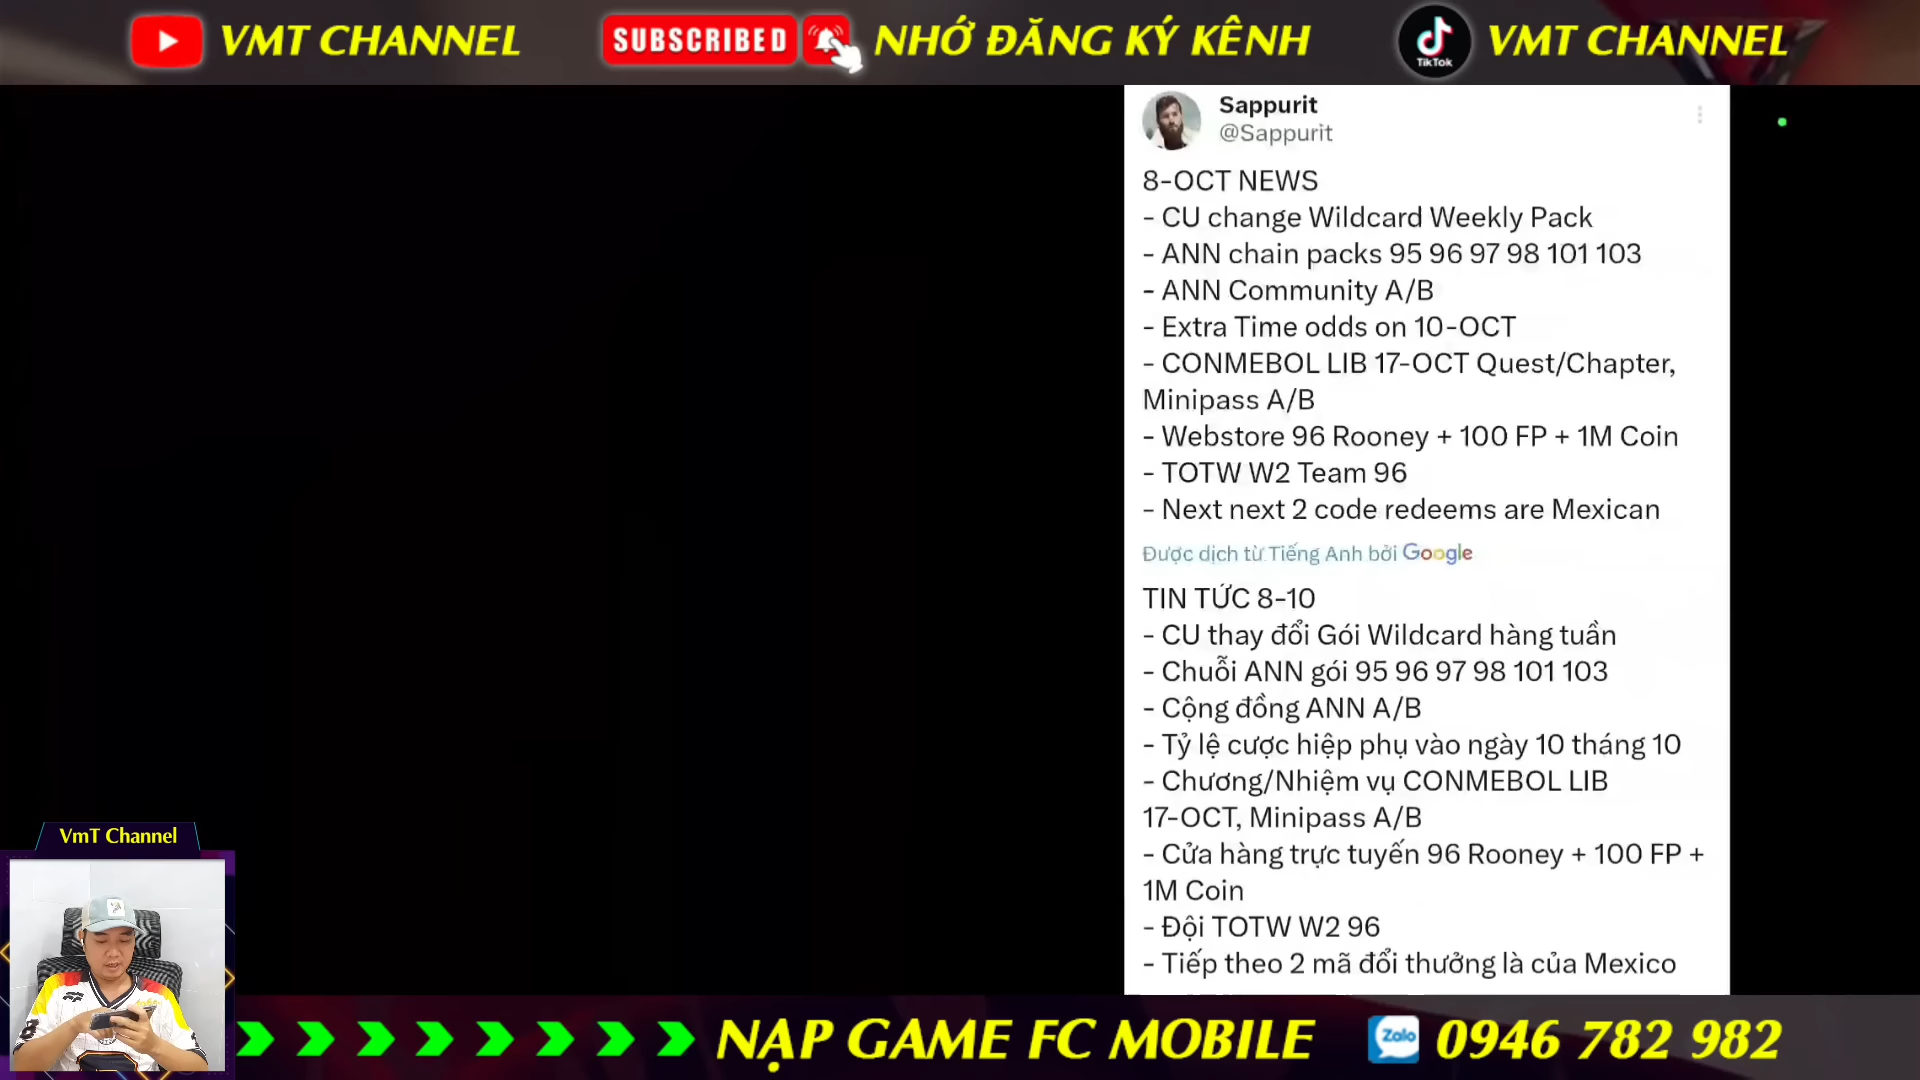 VMT CHANNEL
SUBSCRIBED
NHỚ ĐĂNG KÝ KÊNH
TikTok
VMT CHANNEL
Sappurit
@Sappurit
8-OCT NEWS
- CU change Wildcard Weekly Pack
- ANN chain packs 95 96 97 98 101 103
- ANN Community A/B
- Extra Time odds on 10-OCT
- CONMEBOL LIB 17-OCT Quest/Chapter,
Minipass A/B
- Webstore 96 Rooney + 100 FP + 1M Coin
- TOTW W2 Team 96
- Next next 2 code redeems are Mexican
Được dịch từ Tiếng Anh bởi Google
TIN TỨC 8-10
- CU thay đổi Gói Wildcard hàng tuần
- Chuỗi ANN gói 95 96 97 98 101 103
- Cộng đồng ANN A/B
- Tỷ lệ cược hiệp phụ vào ngày 10 tháng 10
- Chương/Nhiệm vụ CONMEBOL LIB
17-OCT, Minipass A/B
- Cửa hàng trực tuyến 96 Rooney + 100 FP +
1M Coin
- Đội TOTW W2 96
- Tiếp theo 2 mã đổi thưởng là của Mexico
VmT Channel
NẠP GAME FC MOBILE
Zalo
0946 782 982